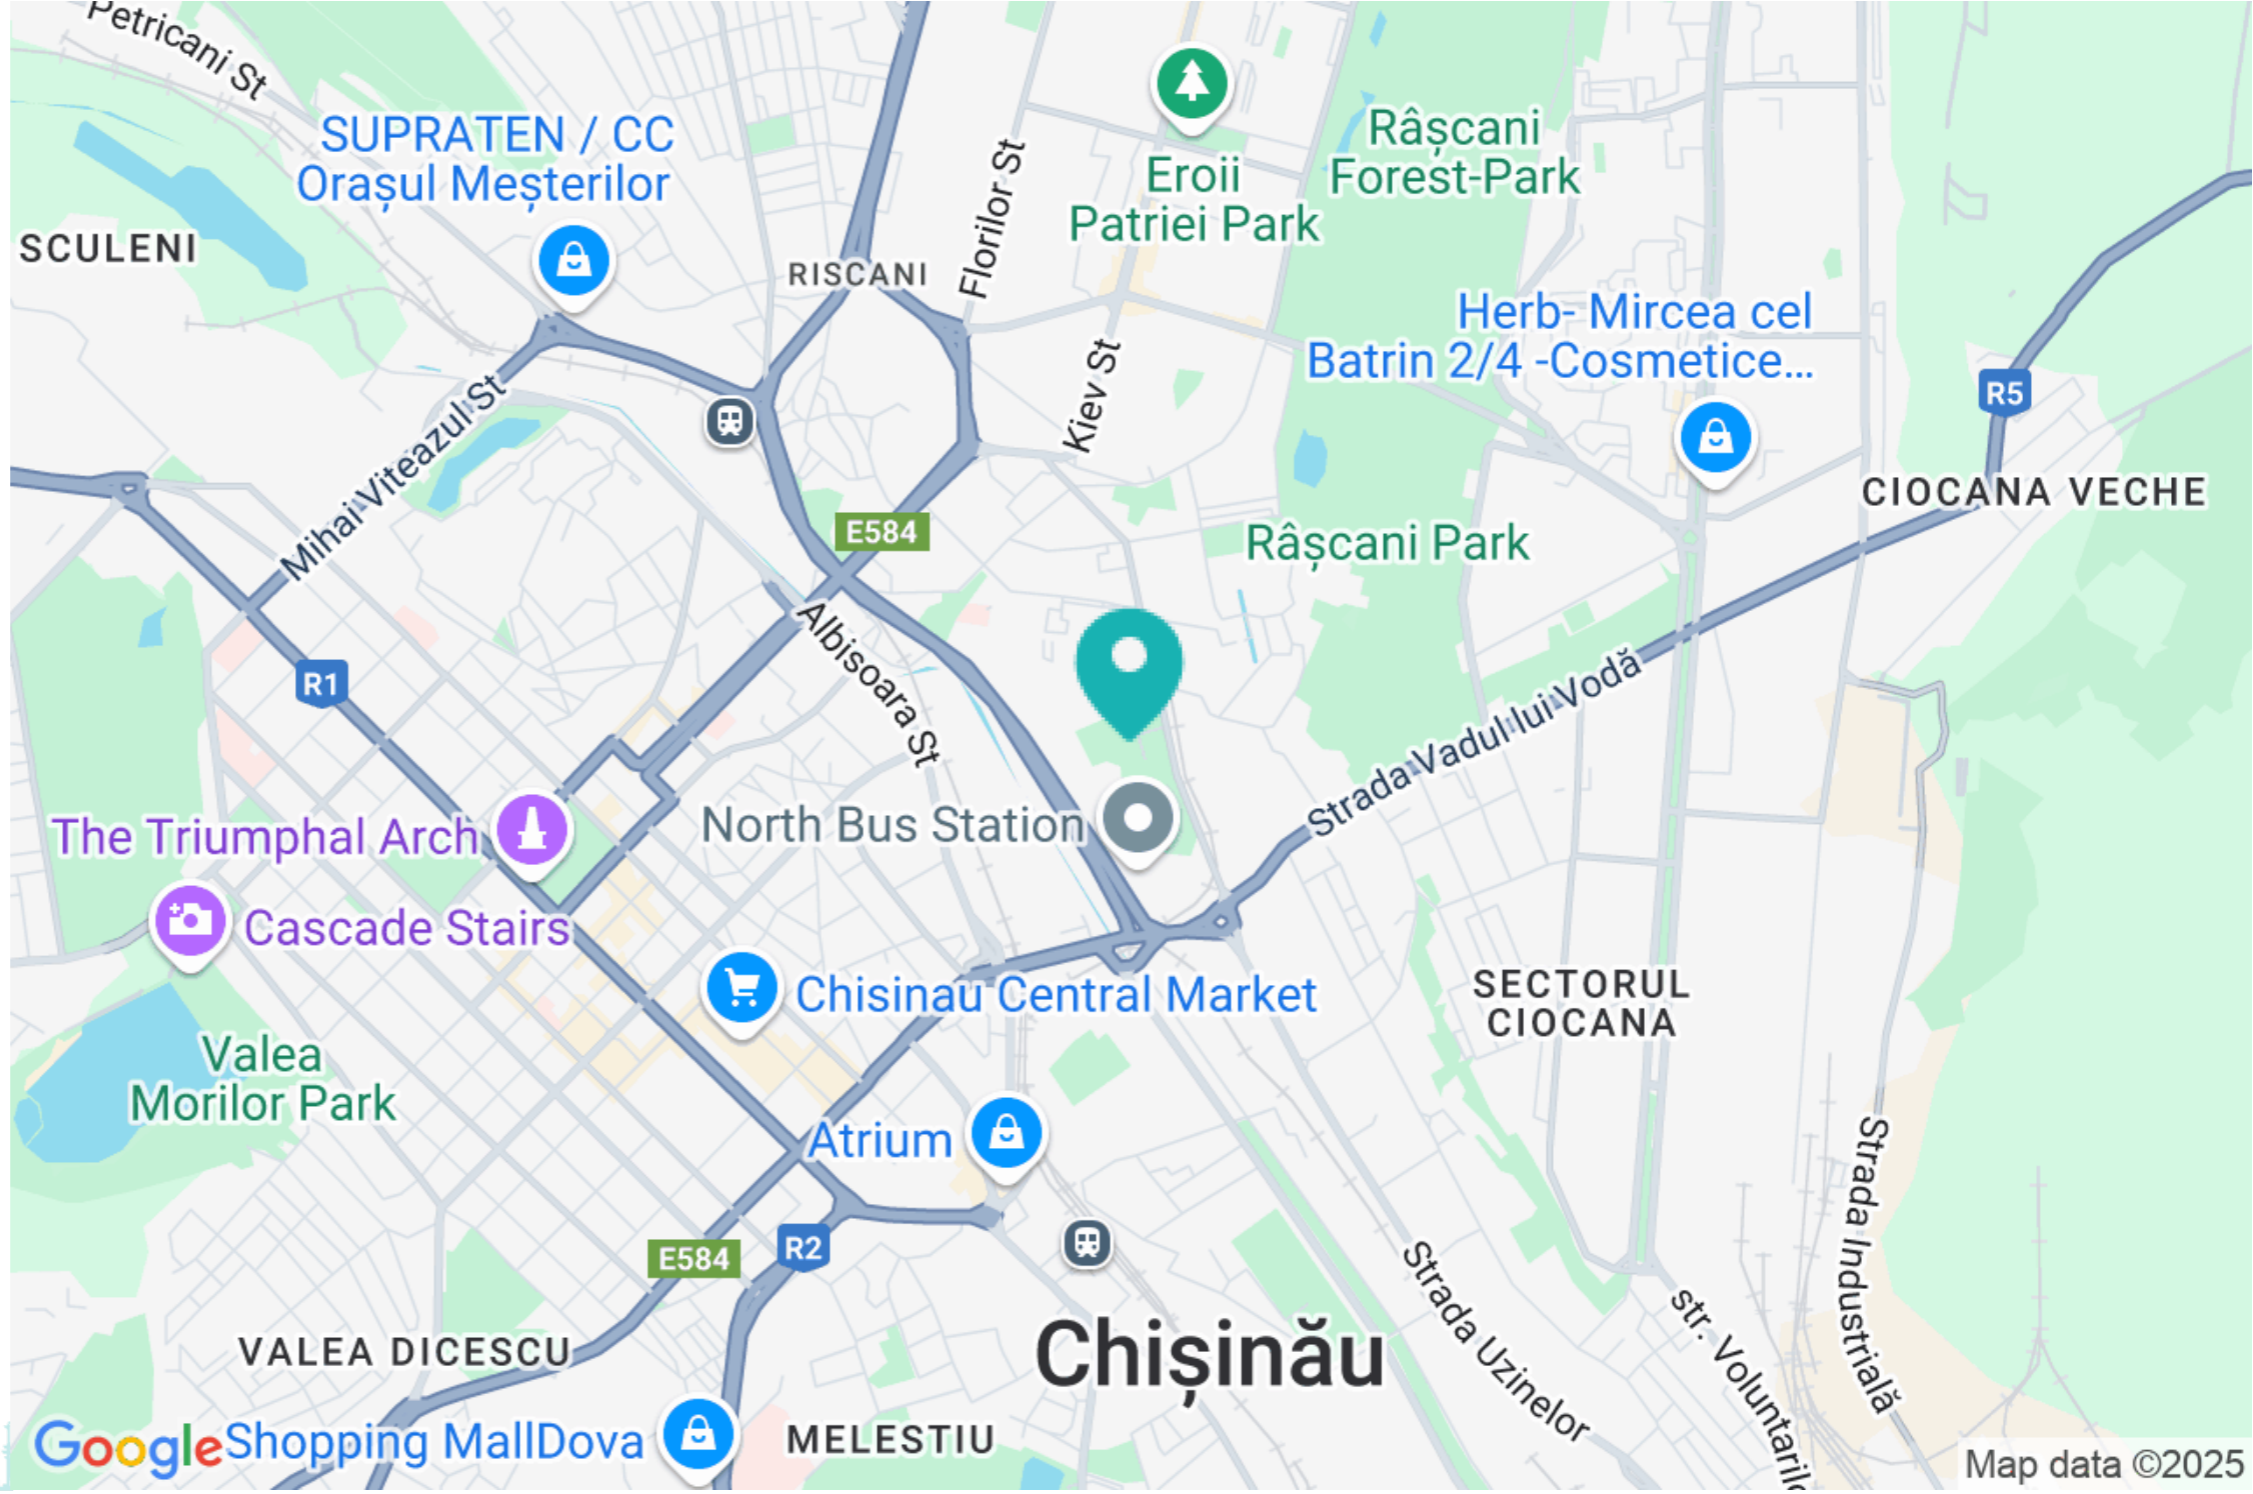 Petricani St
SUPRATEN / CC
Orașul Meșterilor
SCULENI
RISCANI
Florilor St
Eroii
Patriei Park
Râșcani
Forest-Park
Herb- Mircea cel
Batrin 2/4 -Cosmetice...
Kiev St
R5
Mihai Viteazul St
CIOCANA VECHE
E584
Râșcani Park
R1
Albisoara St
Strada Vadul lui Vodă
The Triumphal Arch
North Bus Station
Cascade Stairs
Chisinau Central Market
SECTORUL
CIOCANA
Valea
Morilor Park
Atrium
Strada Industrială
E584
R2
Strada Uzinelor
str. Voluntarilo
VALEA DICESCU
Chișinău
Google
Shopping MallDova
MELESTIU
Map data ©2025